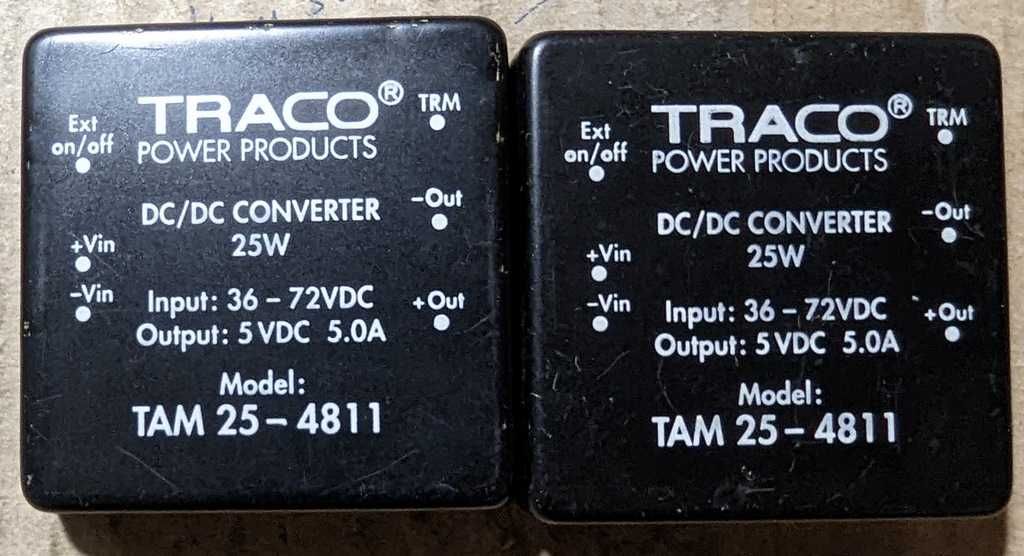 TRACO®
POWER PRODUCTS
TRM
Ext
on/off
DC/DC CONVERTER
25W
-Out
+Vin
-Vin
Input: 36 – 72VDC
Output: 5 VDC 5.0A
+Out
Model:
TAM 25 – 4811
TRACO®
POWER PRODUCTS
TRM
Ext
on/off
DC/DC CONVERTER
25W
-Out
+Vin
-Vin
Input: 36 – 72VDC
Output: 5 VDC 5.0A
+Out
Model:
TAM 25 – 4811